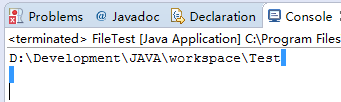 Problems @ Javadoc Declaration Console
<terminated> FileTest [Java Application] C:\Program Files
D:\Development\JAVA\workspace\Test